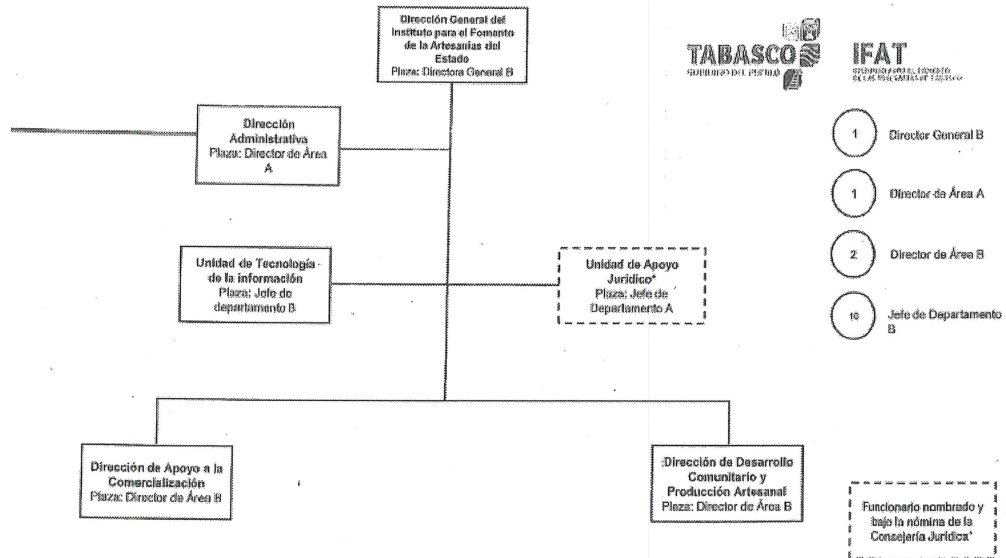 Dirección General del
Instituto para el Fomento
de la Artesanías del
Estado
Plaza: Directora General B
TABASCO
GOBIERNO DEL PUEBLO
IFAT
Dirección
Administrativa
Plaza: Director de Área
A
1
Director General B
1
Director de Área A
2
Director de Área B
10
Jefe de Departamento
B
Unidad de Tecnología
de la información
Plaza: Jefe de
departamento B
Unidad de Apoyo
Jurídico*
Plaza: Jefe de
Departamento A
Dirección de Apoyo a la
Comercialización
Plaza: Director de Área B
Dirección de Desarrollo
Comunitario y
Producción Artesanal
Plaza: Director de Área B
Funcionario nombrado y
bajo la nómina de la
Consejería Jurídica*